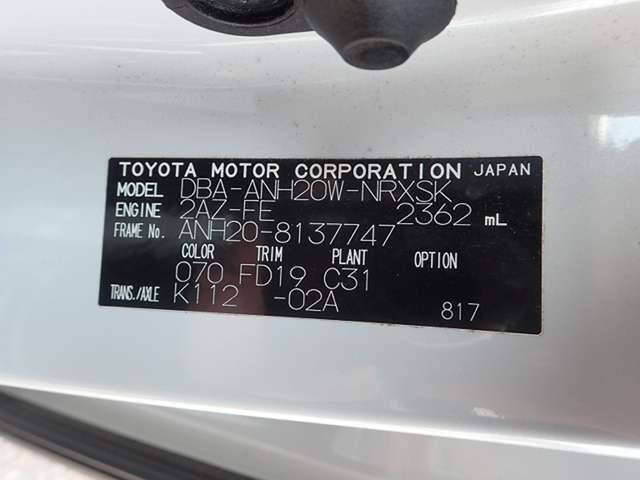 TOYOTA MOTOR CORPORATION JAPAN
MODEL DBA-ANH20W-NRXSK
ENGINE 2AZ-FE 2362 mL
FRAME No. ANH20-8137747
COLOR TRIM PLANT OPTION
070 FD19 C31
TRANS./AXLE K112 -02A 817